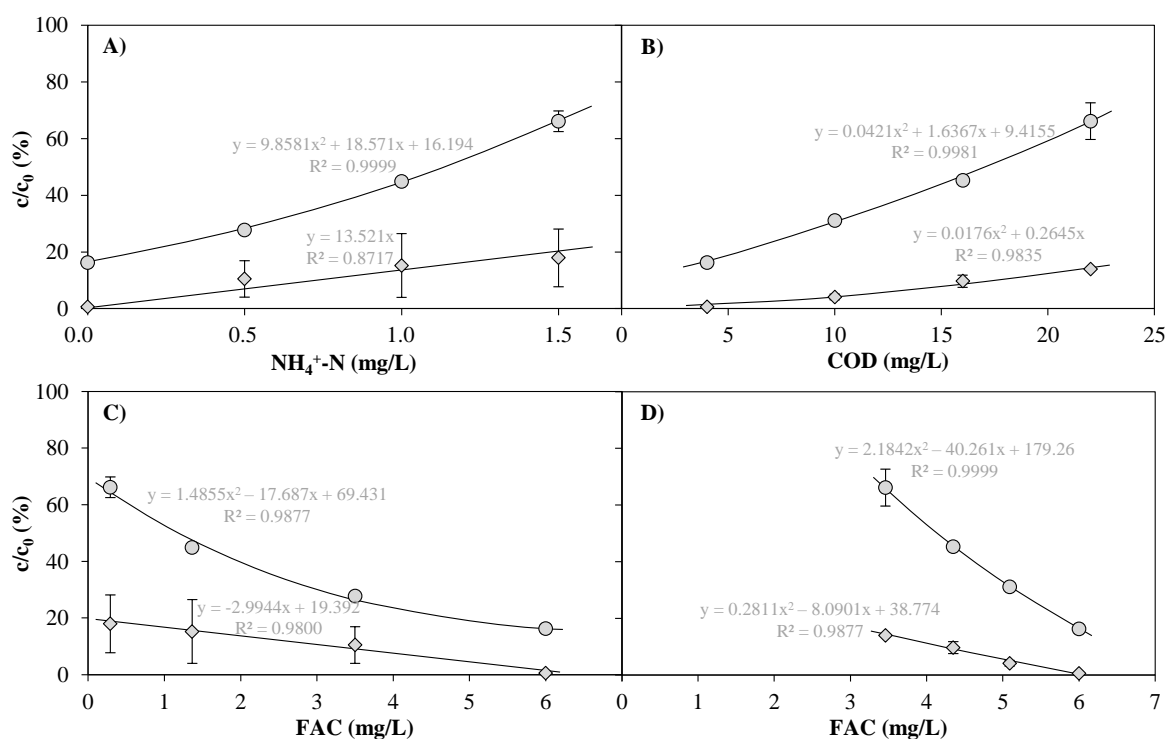 A)
B)
100
80
60
40
20
0
c/c₀ (%)
y = 9.8581x² + 18.571x + 16.194
R² = 0.9999
y = 13.521x
R² = 0.8717
0.0
0.5
1.0
1.5
NH₄⁺-N (mg/L)
y = 0.0421x² + 1.6367x + 9.4155
R² = 0.9981
y = 0.0176x² + 0.2645x
R² = 0.9835
0
5
10
15
20
25
COD (mg/L)
C)
D)
100
80
60
40
20
0
c/c₀ (%)
y = 1.4855x² – 17.687x + 69.431
R² = 0.9877
y = -2.9944x + 19.392
R² = 0.9800
0
1
2
3
4
5
6
FAC (mg/L)
y = 2.1842x² – 40.261x + 179.26
R² = 0.9999
y = 0.2811x² – 8.0901x + 38.774
R² = 0.9877
0
1
2
3
4
5
6
7
FAC (mg/L)